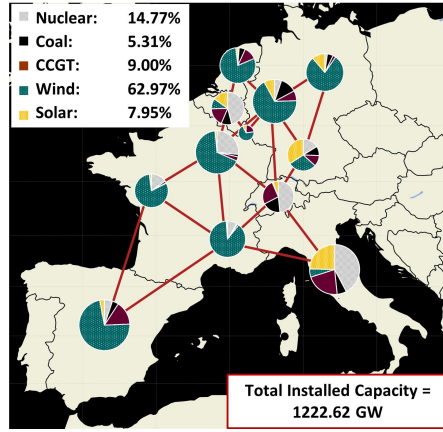 Nuclear: 14.77%
Coal: 5.31%
CCGT: 9.00%
Wind: 62.97%
Solar: 7.95%
Total Installed Capacity =
1222.62 GW